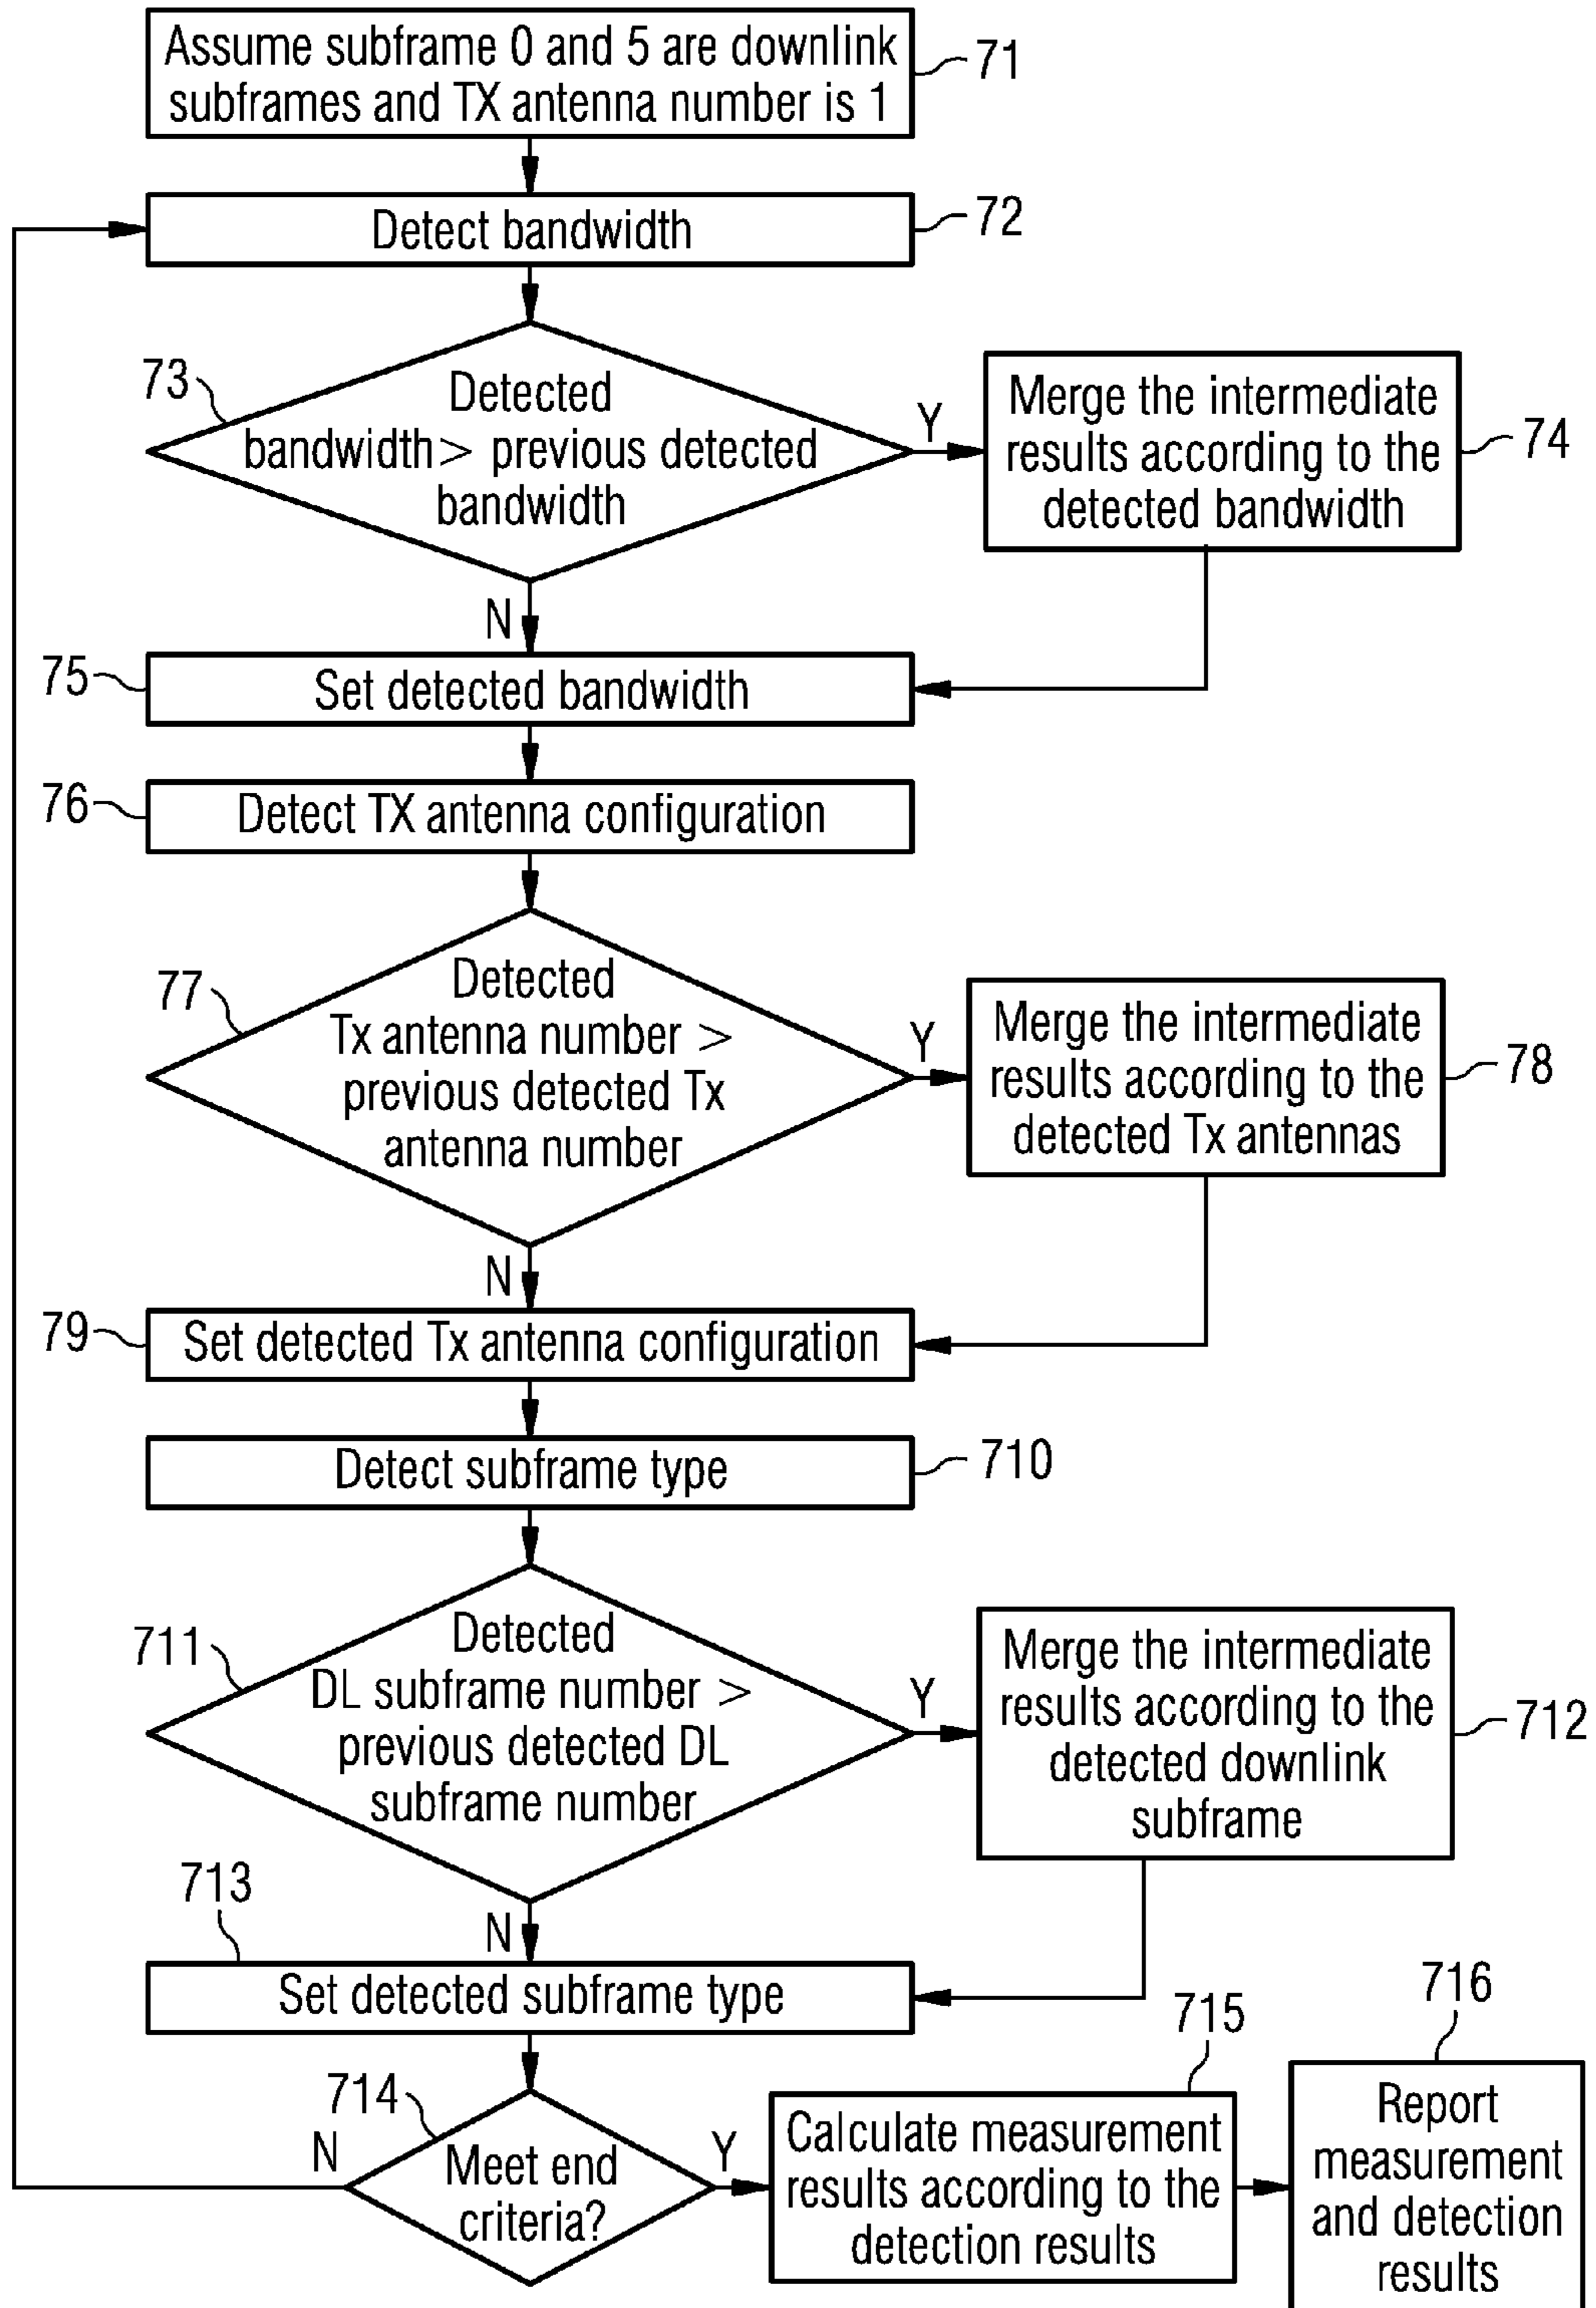 Assume subframe 0 and 5 are downlink
subframes and TX antenna number is 1
71
Detect bandwidth
72
73
Detected
bandwidth > previous detected
bandwidth
Y
Merge the intermediate
results according to the
detected bandwidth
74
N
75
Set detected bandwidth
76
Detect TX antenna configuration
77
Detected
Tx antenna number >
previous detected Tx
antenna number
Y
Merge the intermediate
results according to the
detected Tx antennas
78
N
79
Set detected Tx antenna configuration
Detect subframe type
710
711
Detected
DL subframe number >
previous detected DL
subframe number
Y
Merge the intermediate
results according to the
detected downlink
subframe
712
713
N
Set detected subframe type
714
N
Meet end
criteria?
Y
715
Calculate measurement
results according to the
detection results
716
Report
measurement
and detection
results